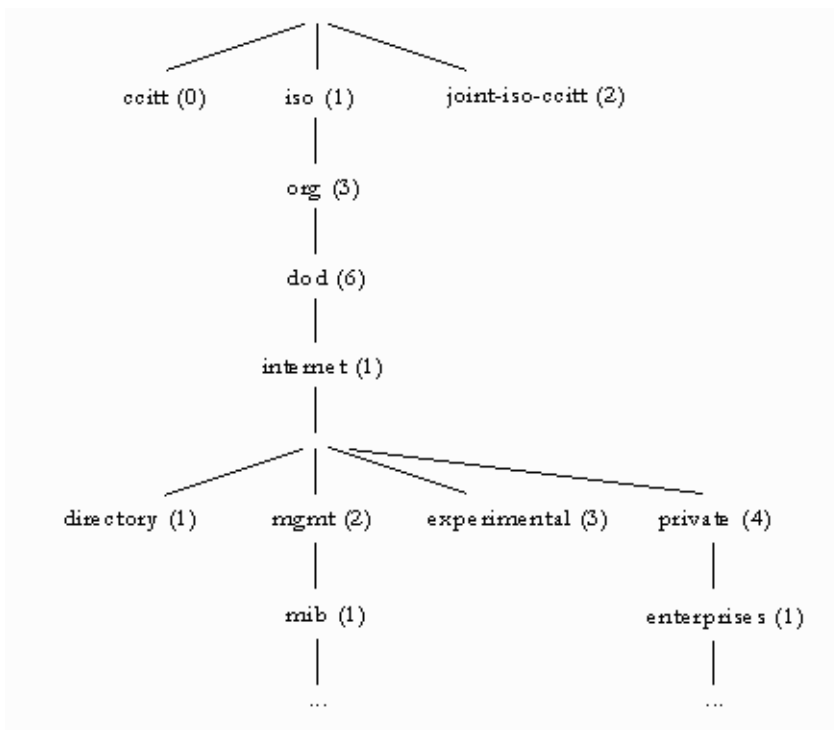 ccitt (0) iso (1) joint-iso-ccitt (2)
org (3)
dod (6)
internet (1)
directory (1) mgmt (2) experimental (3) private (4)
mib (1) enterprises (1)
... ...